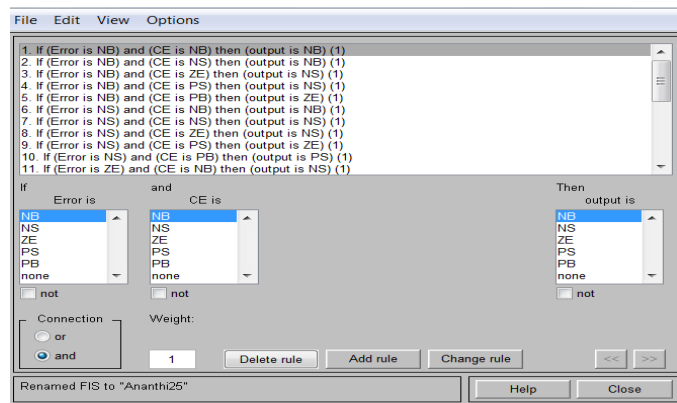 File Edit View Options
1. If (Error is NB) and (CE is NB) then (output is NB) (1)
2. If (Error is NB) and (CE is NS) then (output is NB) (1)
3. If (Error is NB) and (CE is ZE) then (output is NS) (1)
4. If (Error is NB) and (CE is PS) then (output is NS) (1)
5. If (Error is NB) and (CE is PB) then (output is ZE) (1)
6. If (Error is NS) and (CE is NB) then (output is NB) (1)
7. If (Error is NS) and (CE is NS) then (output is NS) (1)
8. If (Error is NS) and (CE is ZE) then (output is NS) (1)
9. If (Error is NS) and (CE is PS) then (output is ZE) (1)
10. If (Error is NS) and (CE is PB) then (output is PS) (1)
11. If (Error is ZE) and (CE is NB) then (output is NS) (1)
If and Then
Error is CE is output is
NB NB NB
NS NS NS
ZE ZE ZE
PS PS PS
PB PB PB
none none none
not not not
Connection Weight:
or
and 1 Delete rule Add rule Change rule << >>
Renamed FIS to "Ananthi25" Help Close